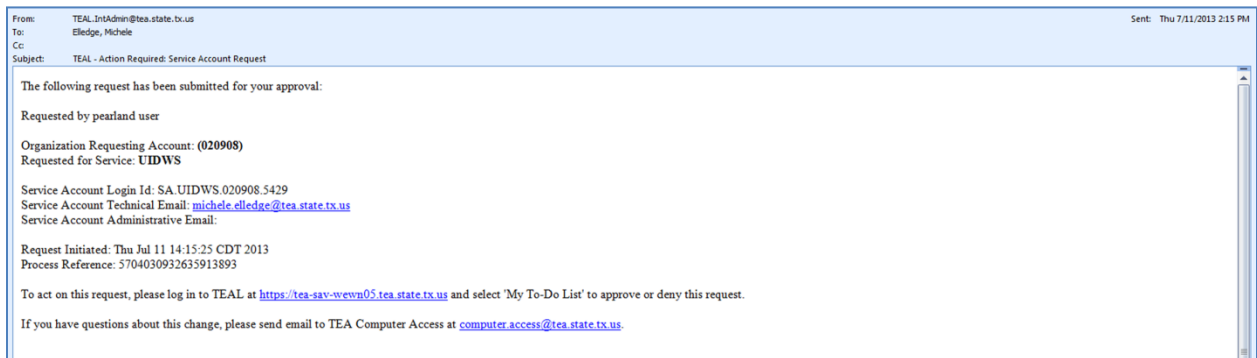 From: TEAL.IntAdmin@tea.state.tx.us Sent: Thu 7/11/2013 2:15 PM
To: Elledge, Michele
Cc:
Subject: TEAL - Action Required: Service Account Request
The following request has been submitted for your approval:
Requested by pearland user
Organization Requesting Account: (020908)
Requested for Service: UIDWS
Service Account Login Id: SA.UIDWS.020908.5429
Service Account Technical Email: michele.elledge@tea.state.tx.us
Service Account Administrative Email:
Request Initiated: Thu Jul 11 14:15:25 CDT 2013
Process Reference: 5704030932635913893
To act on this request, please log in to TEAL at https://tea-sav-wewn05.tea.state.tx.us and select 'My To-Do List' to approve or deny this request.
If you have questions about this change, please send email to TEA Computer Access at computer.access@tea.state.tx.us.